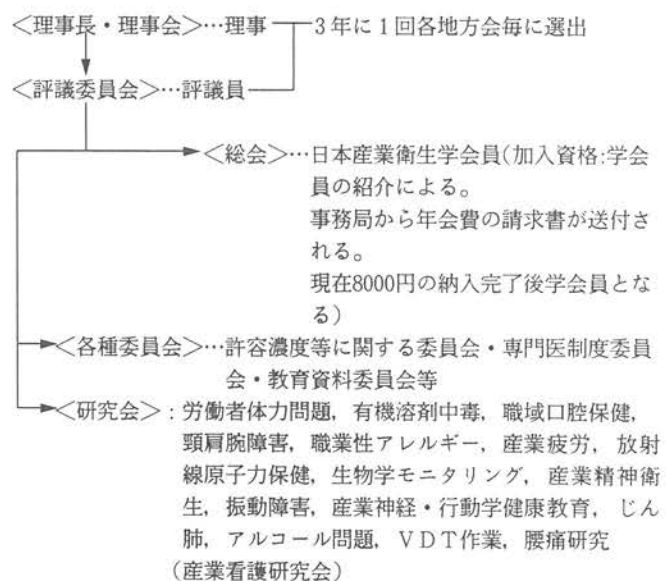 ＜理事長・理事会＞…理事 3年に1回各地方会毎に選出
＜評議委員会＞…評議員
＜総会＞…日本産業衛生学会員(加入資格:学会
員の紹介による。
事務局から年会費の請求書が送付さ
れる。
現在8000円の納入完了後学会員とな
る)
＜各種委員会＞…許容濃度等に関する委員会・専門医制度委員
会・教育資料委員会等
＜研究会＞：労働者体力問題，有機溶剤中毒，職域口腔保健，
頸肩腕障害，職業性アレルギー，産業疲労，放射
線原子力保健，生物学モニタリング，産業精神衛
生，振動障害，産業神経・行動学健康教育，じん
肺，アルコール問題，ＶＤＴ作業，腰痛研究
（産業看護研究会）